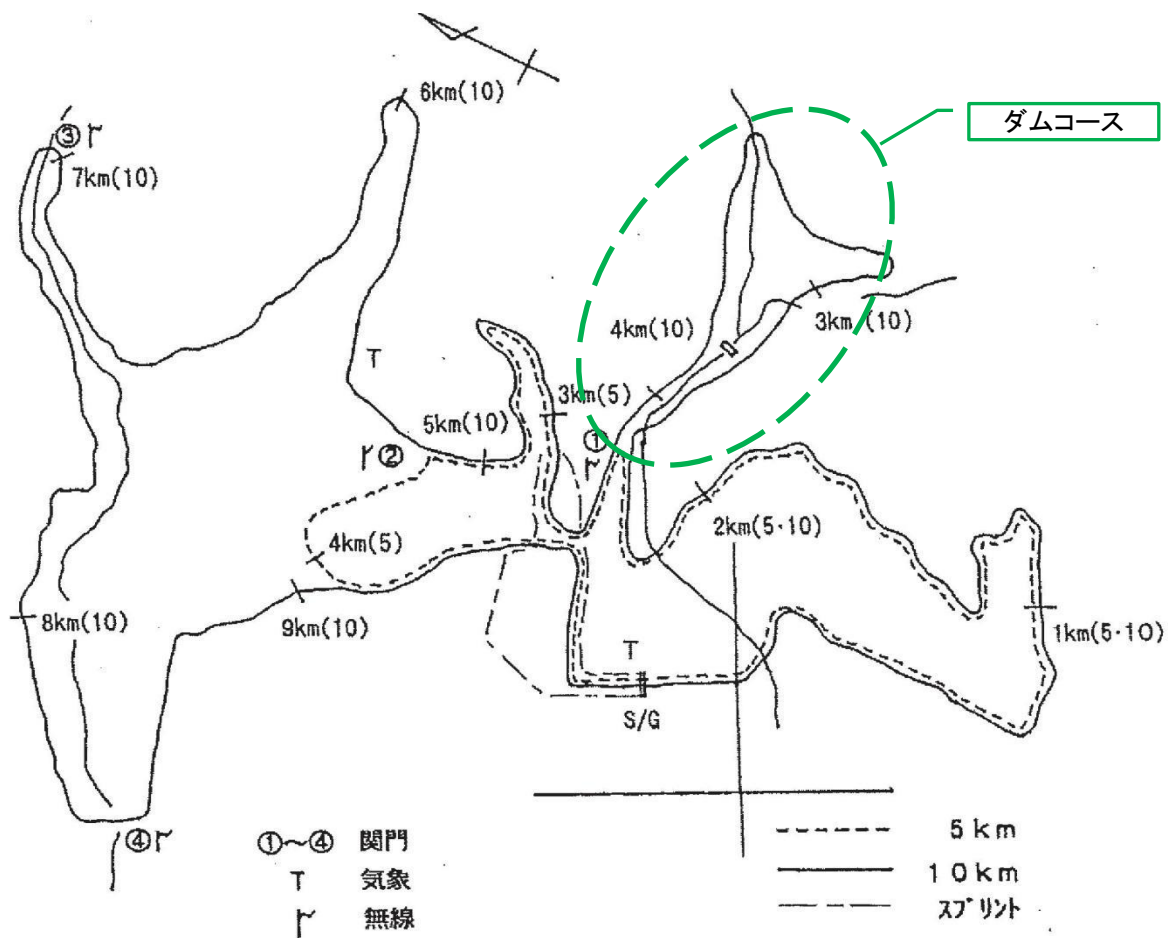 6km(10)
ダムコース
③
7km(10)
4km(10)
3km(10)
T
3km(5)
5km(10)
①
②
2km(5·10)
4km(5)
8km(10)
9km(10)
1km(5·10)
T
S/G
④
①～④ 関門
T 気象
無線
5km
10km
スプリント